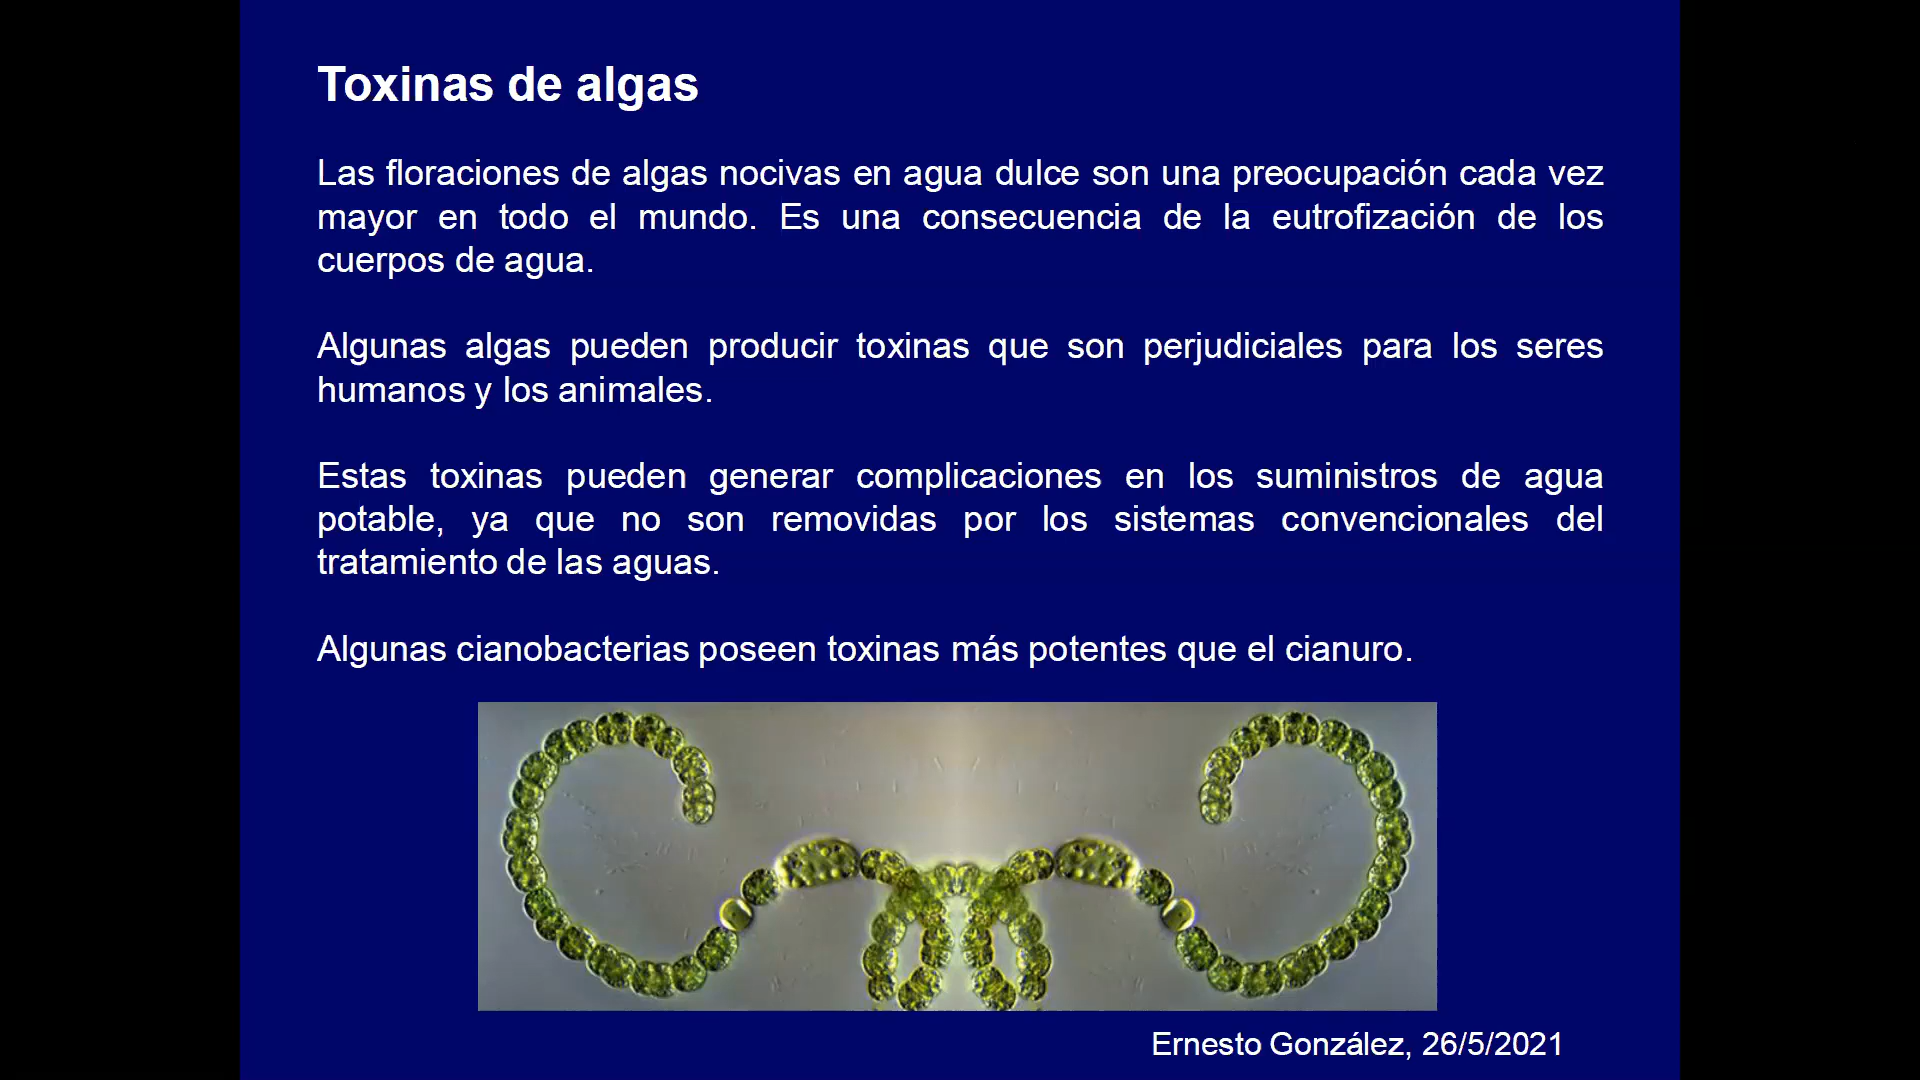 Toxinas de algas
Las floraciones de algas nocivas en agua dulce son una preocupación cada vez
mayor en todo el mundo. Es una consecuencia de la eutrofización de los
cuerpos de agua.
Algunas algas pueden producir toxinas que son perjudiciales para los seres
humanos y los animales.
Estas toxinas pueden generar complicaciones en los suministros de agua
potable, ya que no son removidas por los sistemas convencionales del
tratamiento de las aguas.
Algunas cianobacterias poseen toxinas más potentes que el cianuro.
Ernesto González, 26/5/2021